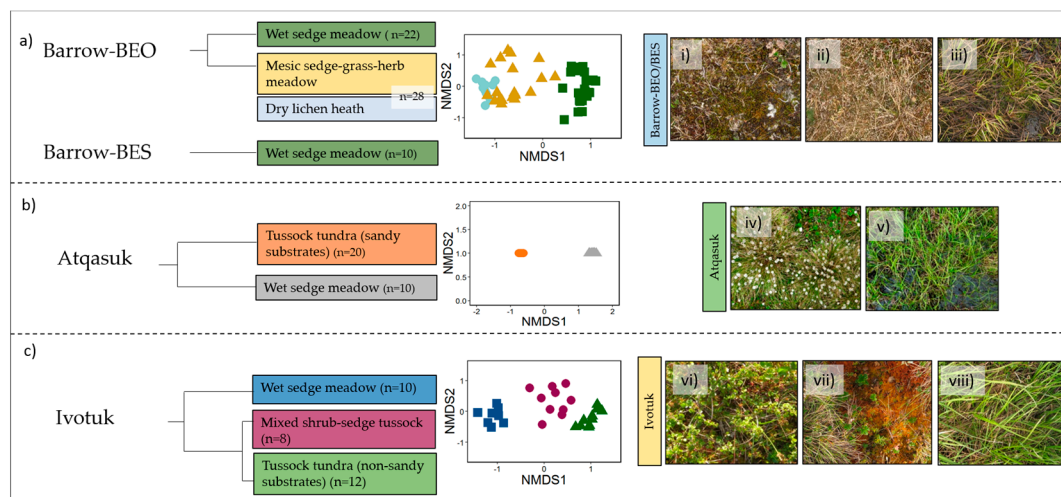 a)
Barrow-BEO
Wet sedge meadow (n=22)
Mesic sedge-grass-herb
meadow
n=28
Dry lichen heath
Barrow-BES
Wet sedge meadow (n=10)
NMDS2
1
0
-1
-1
0
1
NMDS1
Barrow-BEO/BES
i)
ii)
iii)
b)
Atqasuk
Tussock tundra (sandy
substrates) (n=20)
Wet sedge meadow (n=10)
NMDS2
2.0
1.5
1.0
0.5
0.0
-2
-1
0
1
2
NMDS1
Atqasuk
iv)
v)
c)
Ivotuk
Wet sedge meadow (n=10)
Mixed shrub-sedge tussock
(n=8)
Tussock tundra (non-sandy
substrates) (n=12)
NMDS2
1
0
-1
-1
0
1
NMDS1
Ivotuk
vi)
vii)
viii)